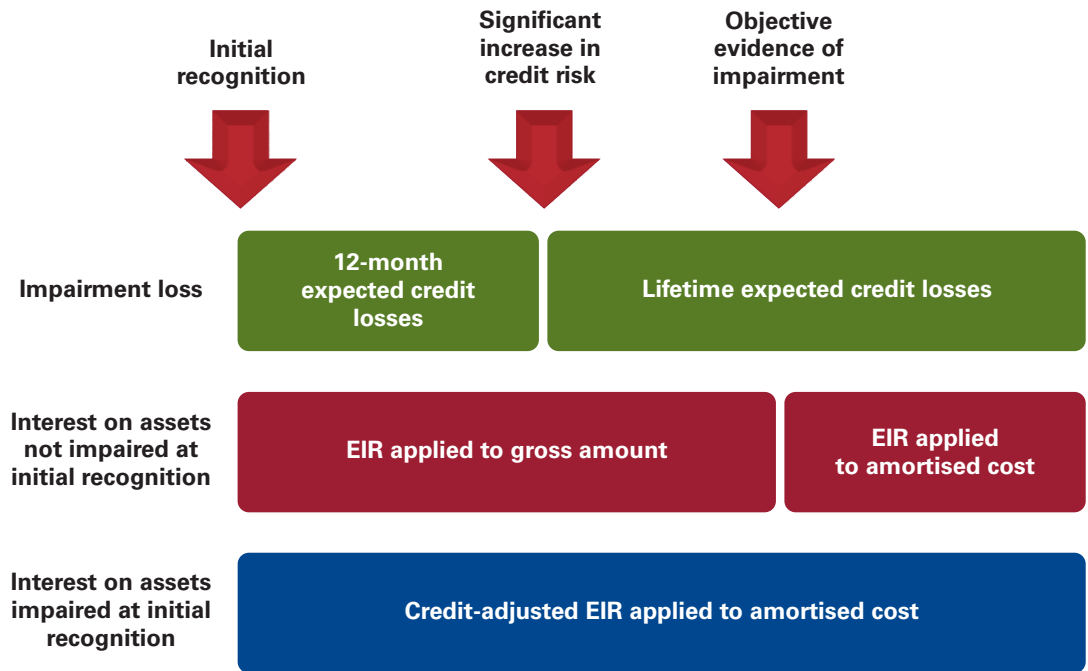 Initial
recognition
Significant
increase in
credit risk
Objective
evidence of
impairment
Impairment loss
12-month
expected credit
losses
Lifetime expected credit losses
Interest on assets
not impaired at
initial recognition
EIR applied to gross amount
EIR applied
to amortised cost
Interest on assets
impaired at initial
recognition
Credit-adjusted EIR applied to amortised cost